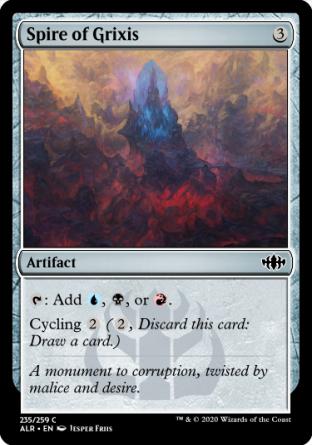 Spire of Grixis 3
Artifact
: Add , , or .
Cycling 2 ( 2 , Discard this card:
Draw a card.)
A monument to corruption, twisted by
malice and desire.
235/259 C
ALR • EN Jesper Friis
™ & © 2020 Wizards of the Coast